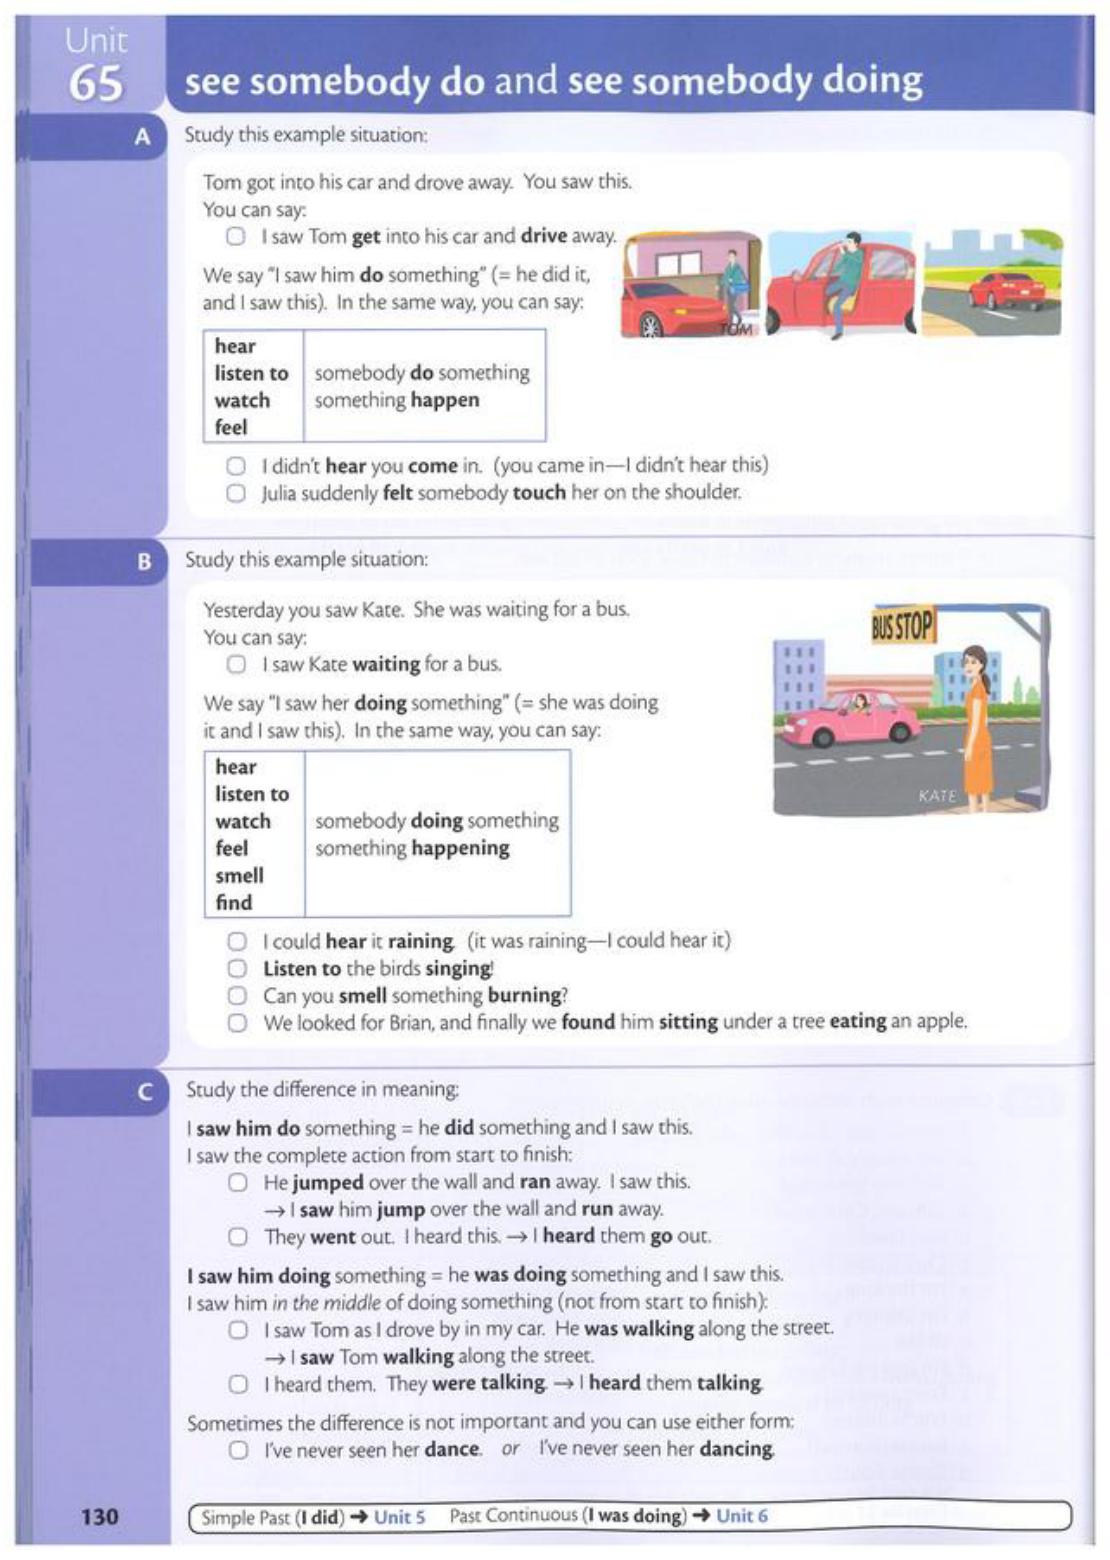 Unit
65
see somebody do and see somebody doing
A
Study this example situation:
Tom got into his car and drove away. You saw this.
You can say:
I saw Tom get into his car and drive away.
We say "I saw him do something" (= he did it,
and I saw this). In the same way, you can say:
TOM
hear
listen to
watch
feel
somebody do something
something happen
I didn't hear you come in. (you came in—I didn't hear this)
Julia suddenly felt somebody touch her on the shoulder.
B
Study this example situation:
Yesterday you saw Kate. She was waiting for a bus.
You can say:
I saw Kate waiting for a bus.
We say "I saw her doing something" (= she was doing
it and I saw this). In the same way, you can say:
BUS STOP
KATE
hear
listen to
watch
feel
smell
find
somebody doing something
something happening
I could hear it raining. (it was raining—I could hear it)
Listen to the birds singing!
Can you smell something burning?
We looked for Brian, and finally we found him sitting under a tree eating an apple.
C
Study the difference in meaning:
I saw him do something = he did something and I saw this.
I saw the complete action from start to finish:
He jumped over the wall and ran away. I saw this.
→ I saw him jump over the wall and run away.
They went out. I heard this. → I heard them go out.
I saw him doing something = he was doing something and I saw this.
I saw him in the middle of doing something (not from start to finish):
I saw Tom as I drove by in my car. He was walking along the street.
→ I saw Tom walking along the street.
I heard them. They were talking. → I heard them talking.
Sometimes the difference is not important and you can use either form:
I've never seen her dance. or I've never seen her dancing.
130
Simple Past (I did) → Unit 5 Past Continuous (I was doing) → Unit 6